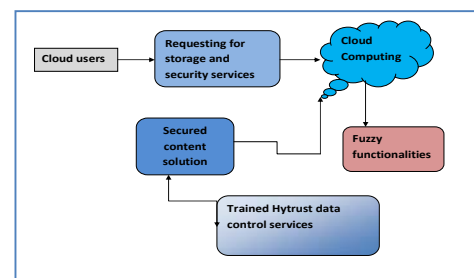 Cloud users
Requesting for
storage and
security services
Cloud
Computing
Secured
content
solution
Fuzzy
functionalities
Trained Hytrust data
control services